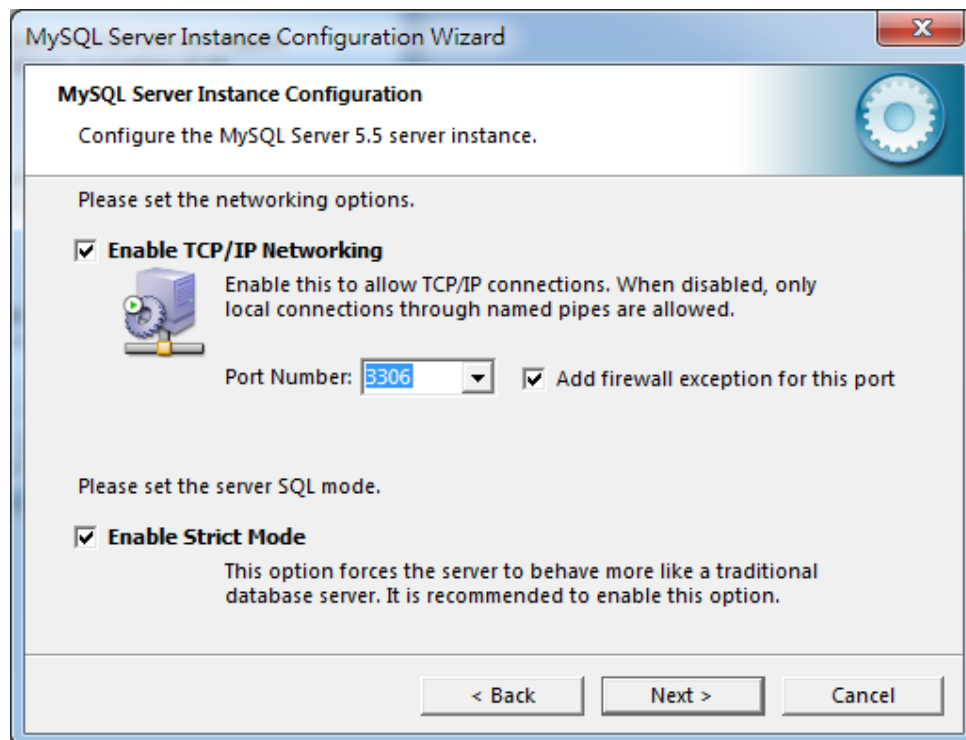 MySQL Server Instance Configuration Wizard
MySQL Server Instance Configuration
Configure the MySQL Server 5.5 server instance.
Please set the networking options.
Enable TCP/IP Networking
Enable this to allow TCP/IP connections. When disabled, only
local connections through named pipes are allowed.
Port Number: 3306 Add firewall exception for this port
Please set the server SQL mode.
Enable Strict Mode
This option forces the server to behave more like a traditional
database server. It is recommended to enable this option.
< Back Next > Cancel